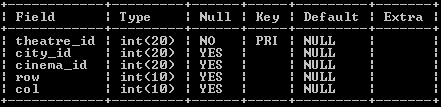 +------------+---------+------+-----+---------+-------+
| Field      | Type    | Null | Key | Default | Extra |
+------------+---------+------+-----+---------+-------+
| theatre_id | int(20) | NO   | PRI | NULL    |       |
| city_id    | int(20) | YES  |     | NULL    |       |
| cinema_id  | int(20) | YES  |     | NULL    |       |
| row        | int(10) | YES  |     | NULL    |       |
| col        | int(10) | YES  |     | NULL    |       |
+------------+---------+------+-----+---------+-------+